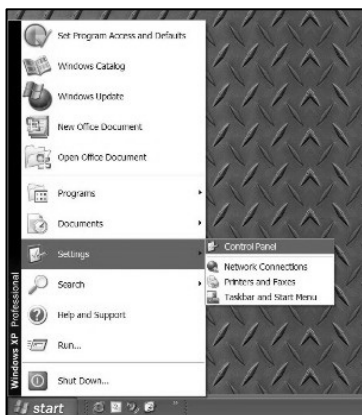 Set Program Access and Defaults
Windows Catalog
Windows Update
New Office Document
Open Office Document
Programs
Documents
Settings
Control Panel
Network Connections
Printers and Faxes
Taskbar and Start Menu
Search
Help and Support
Run...
Shut Down...
Windows XP Professional
start